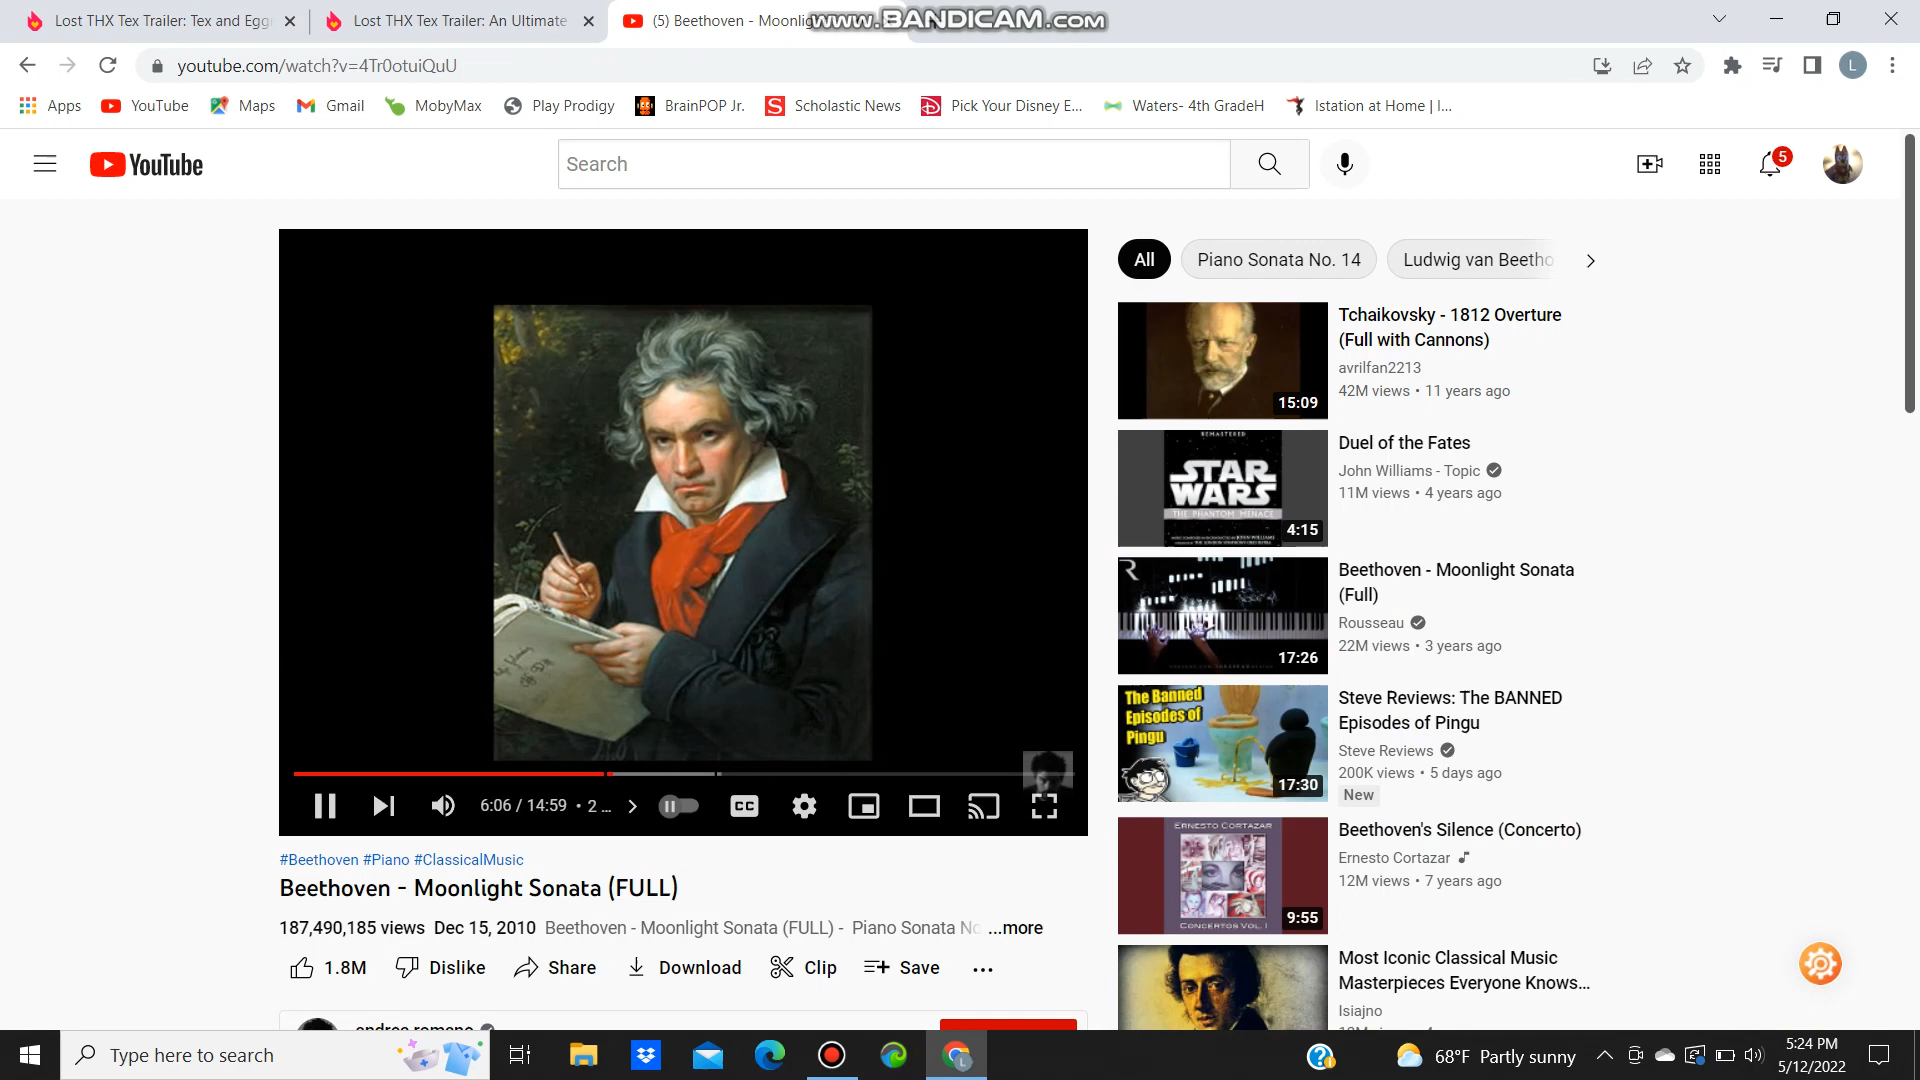 Lost THX Tex Trailer: Tex and Egg
Lost THX Tex Trailer: An Ultimate
(5) Beethoven - Moonlig
www.BANDICAM.com
youtube.com/watch?v=4Tr0otuiQuU
L
Apps
YouTube
Maps
Gmail
MobyMax
Play Prodigy
BrainPOP Jr.
Scholastic News
Pick Your Disney E...
Waters- 4th GradeH
Istation at Home | I...
YouTube
Search
5
All
Piano Sonata No. 14
Ludwig van Beetho
15:09
Tchaikovsky - 1812 Overture
(Full with Cannons)
avrilfan2213
42M views • 11 years ago
REMASTERED
STAR
WARS
THE PHANTOM MENACE
4:15
Duel of the Fates
John Williams - Topic
11M views • 4 years ago
R
17:26
Beethoven - Moonlight Sonata
(Full)
Rousseau
22M views • 3 years ago
The Banned
Episodes of
Pingu
17:30
Steve Reviews: The BANNED
Episodes of Pingu
Steve Reviews
200K views • 5 days ago
New
ERNESTO CORTAZAR
CONCERTOS VOL. I
9:55
Beethoven's Silence (Concerto)
Ernesto Cortazar
12M views • 7 years ago
Most Iconic Classical Music
Masterpieces Everyone Knows...
Isiajno
6:06 / 14:59 • 2 ...
CC
#Beethoven #Piano #ClassicalMusic
Beethoven - Moonlight Sonata (FULL)
187,490,185 views Dec 15, 2010 Beethoven - Moonlight Sonata (FULL) - Piano Sonata No ...more
1.8M
Dislike
Share
Download
Clip
Save
andrea romano
Type here to search
68°F Partly sunny
5:24 PM
5/12/2022